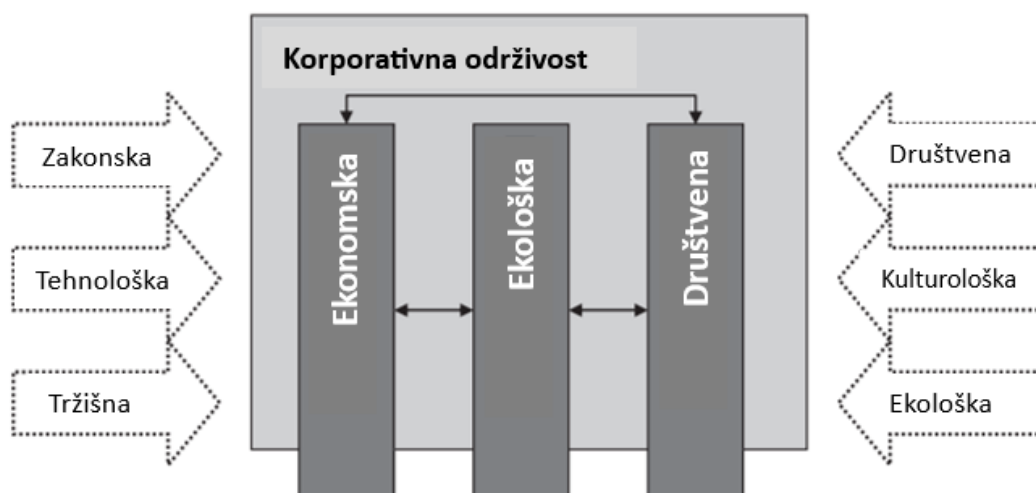 Korporativna održivost
Zakonska
Tehnološka
Tržišna
Ekonomska
Ekološka
Društvena
Društvena
Kulturološka
Ekološka